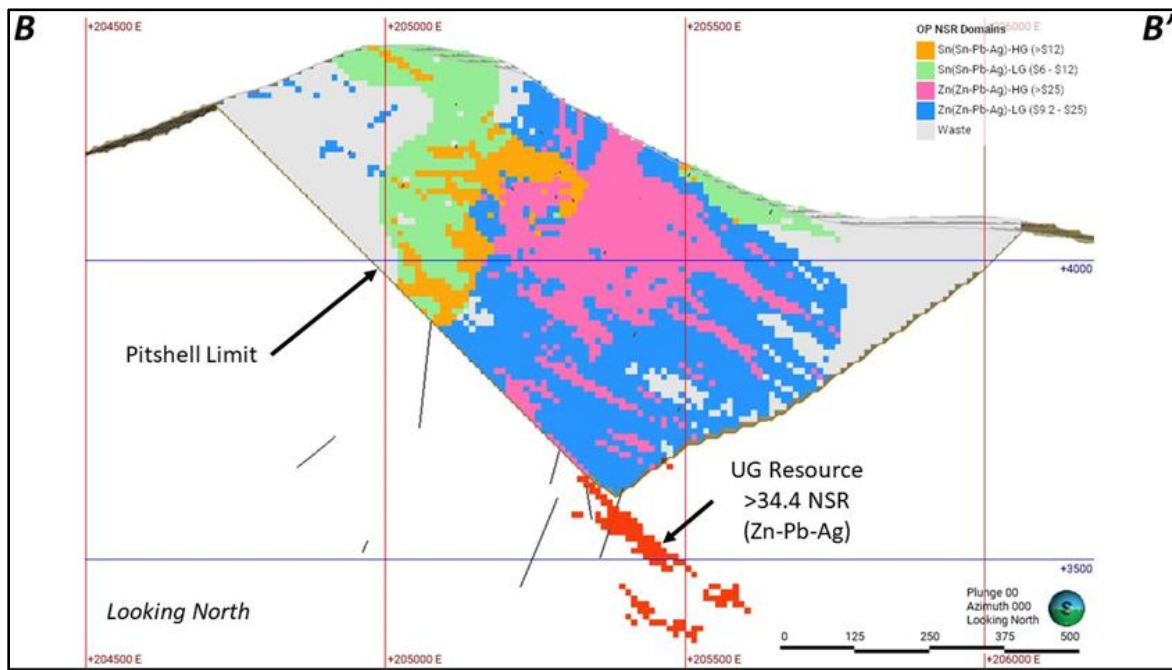 B
+204500 E
+205000 E
+205500 E
+206000 E
B'
OP NSR Domains
Sn(Sn-Pb-Ag)-HG (>$12)
Sn(Sn-Pb-Ag)-LG ($6 - $12)
Zn(Zn-Pb-Ag)-HG (>$25)
Zn(Zn-Pb-Ag)-LG ($9.2 - $25)
Waste
+4000
Pitshell Limit
UG Resource
>34.4 NSR
(Zn-Pb-Ag)
+3500
Looking North
Plunge 00
Azimuth 000
Looking North
S
0 125 250 375 500
+204500 E
+205000 E
+205500 E
+206000 E